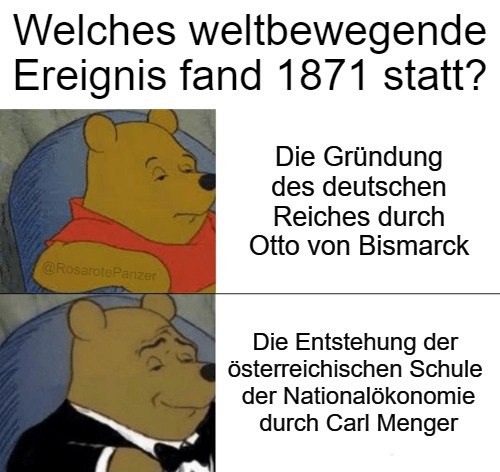 Welches weltbewegende
Ereignis fand 1871 statt?
Die Gründung
des deutschen
Reiches durch
Otto von Bismarck
@RosarotePanzer
Die Entstehung der
österreichischen Schule
der Nationalökonomie
durch Carl Menger